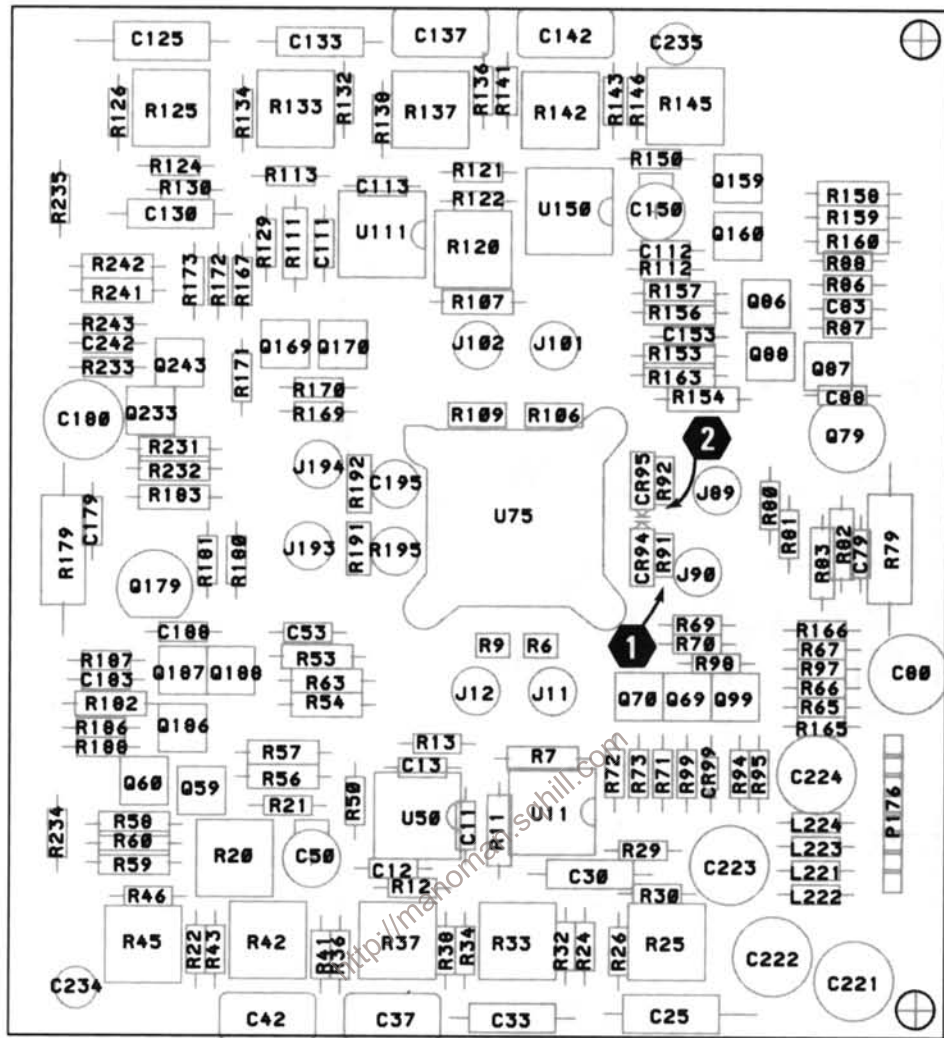 C125
C133
C137
C142
C235
R126
R125
R134
R133
R132
R138
R137
R136
R141
R142
R143
R146
R145
R235
R124
R130
C130
R113
C113
R121
R122
U150
R150
C150
Q159
Q160
R158
R159
R160
R129
R111
C111
U111
R120
C112
R112
R88
R86
C83
R87
R242
R241
R173
R172
R167
R107
R157
R156
C153
R153
R163
R154
Q86
Q88
Q87
C88
R243
C242
R233
Q243
R171
Q169
Q170
J102
J101
R170
R169
C180
Q233
R109
R106
Q79
2
R231
R232
R183
J194
R192
C195
U75
CR95
R92
J89
R80
R81
R179
C179
R181
R180
J193
R191
R195
CR94
R91
J90
R83
R82
C79
R79
Q179
1
C188
C53
R9
R6
R69
R70
R98
R166
R67
R97
R66
R65
R165
C80
R187
C183
R182
R186
R188
Q187
Q188
Q186
R53
R63
R54
J12
J11
Q70
Q69
Q99
R57
R56
R13
C13
R7
R72
R73
R71
R99
CR99
R94
R95
C224
P176
Q60
Q59
R21
R50
U50
C11
R11
U11
R234
R58
R60
R59
R20
C50
C12
R12
C30
R29
R30
C223
L224
L223
L221
L222
R46
R45
R22
R43
R42
R41
R36
R37
R38
R34
R33
R32
R24
R26
R25
C222
C221
C234
C42
C37
C33
C25
http://manoman.sqhill.com